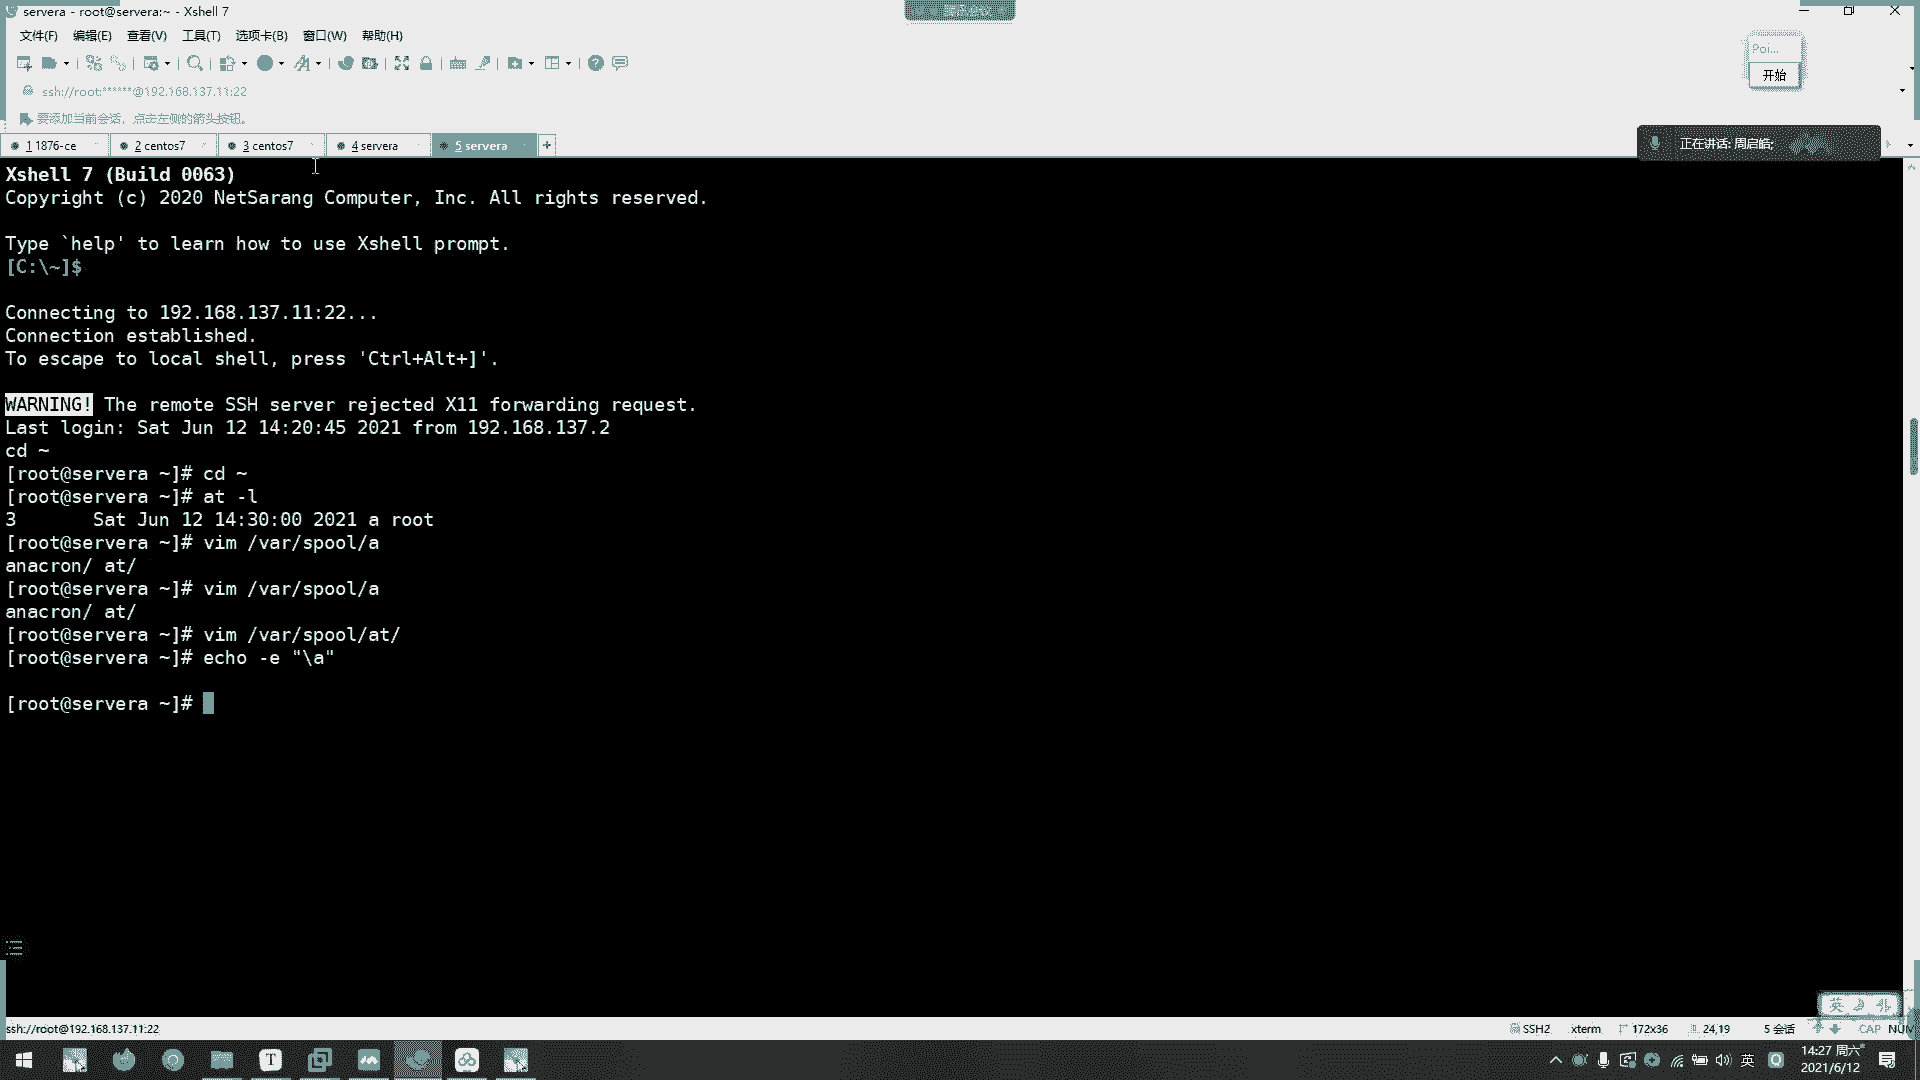 servera - root@servera:~ - Xshell 7
文件(F) 编辑(E) 查看(V) 工具(T) 选项卡(B) 窗口(W) 帮助(H)
Poi...
开始
ssh://root:******@192.168.137.11:22
要添加当前会话，点击左侧的箭头按钮。
1 1876-ce 2 centos7 3 centos7 4 servera 5 servera +
正在讲话: 周启皓;
Xshell 7 (Build 0063)
Copyright (c) 2020 NetSarang Computer, Inc. All rights reserved.
Type `help' to learn how to use Xshell prompt.
[C:\~]$
Connecting to 192.168.137.11:22...
Connection established.
To escape to local shell, press 'Ctrl+Alt+]'.
WARNING! The remote SSH server rejected X11 forwarding request.
Last login: Sat Jun 12 14:20:45 2021 from 192.168.137.2
cd ~
[root@servera ~]# cd ~
[root@servera ~]# at -l
3       Sat Jun 12 14:30:00 2021 a root
[root@servera ~]# vim /var/spool/a
anacron/ at/
[root@servera ~]# vim /var/spool/a
anacron/ at/
[root@servera ~]# vim /var/spool/at/
[root@servera ~]# echo -e "\a"
[root@servera ~]#
英
ssh://root@192.168.137.11:22 SSH2 xterm 172x36 24,19 5 会话 CAP NUM
英 14:27 周六
2021/6/12